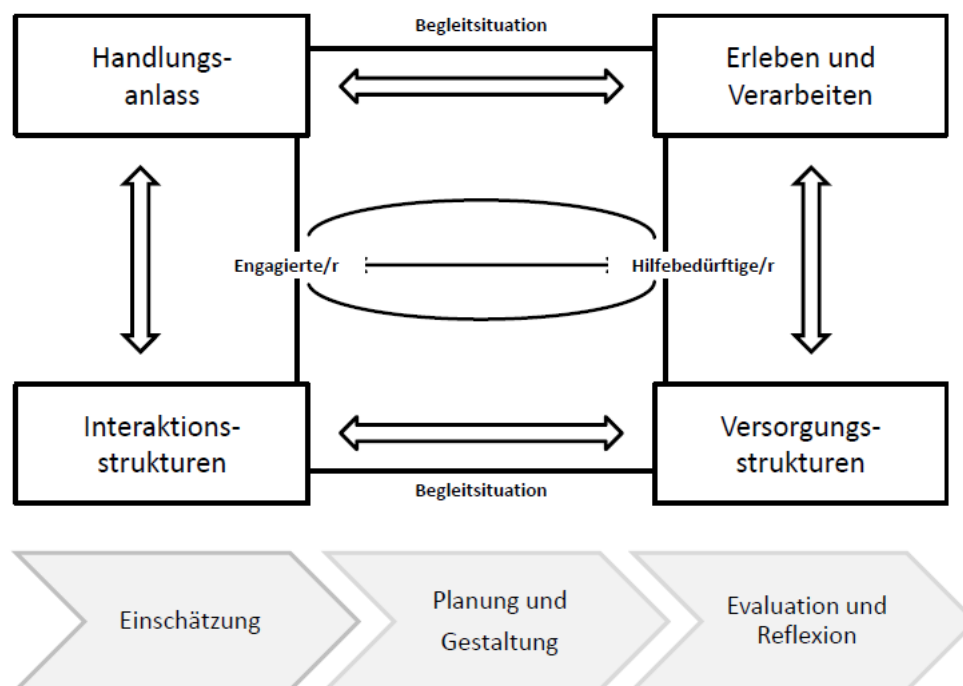 Begleitsituation
Handlungs-
anlass
Erleben und
Verarbeiten
Engagierte/r
Hilfebedürftige/r
Interaktions-
strukturen
Versorgungs-
strukturen
Begleitsituation
Einschätzung
Planung und
Gestaltung
Evaluation und
Reflexion